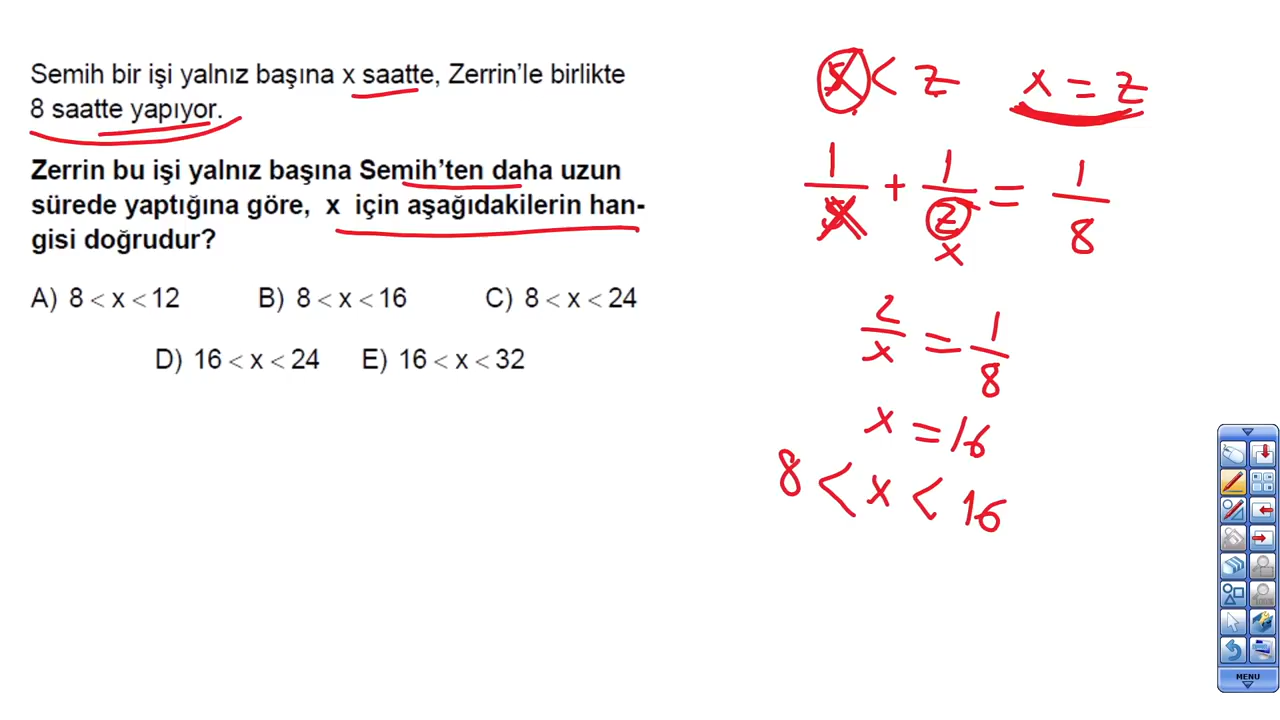 Semih bir işi yalnız başına x saatte, Zerrin'le birlikte
8 saatte yapıyor.
Zerrin bu işi yalnız başına Semih'ten daha uzun
sürede yaptığına göre, x için aşağıdakilerin han-
gisi doğrudur?
A) 8 < x < 12 B) 8 < x < 16 C) 8 < x < 24
D) 16 < x < 24 E) 16 < x < 32
< z x = z
1 1 1
+ =
z 8
x
2 1
=
x 8
x = 16
8 < x < 16
MENU